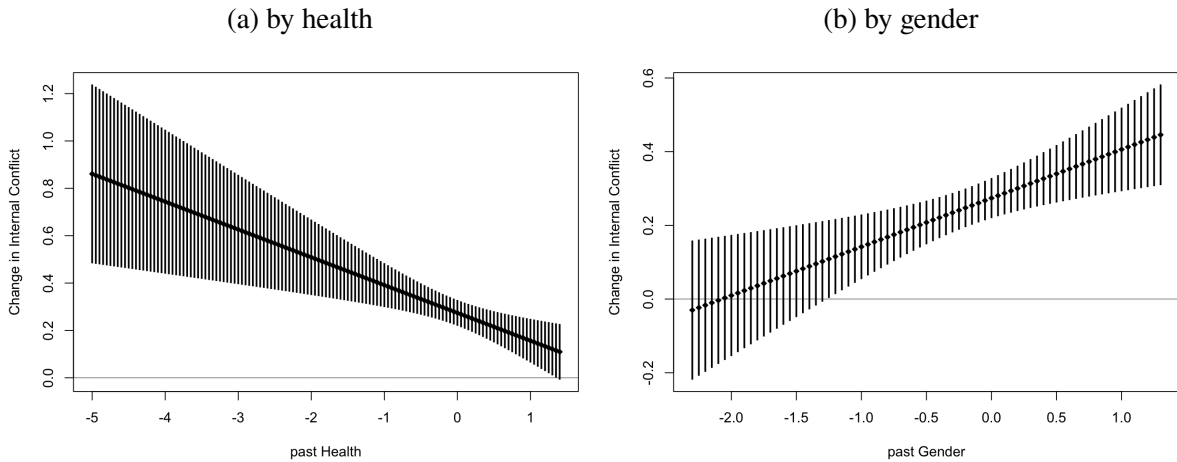 (a) by health
Change in Internal Conflict
1.2
1.0
0.8
0.6
0.4
0.2
0.0
-5 -4 -3 -2 -1 0 1
past Health
(b) by gender
Change in Internal Conflict
0.6
0.4
0.2
0.0
-0.2
-2.0 -1.5 -1.0 -0.5 0.0 0.5 1.0
past Gender